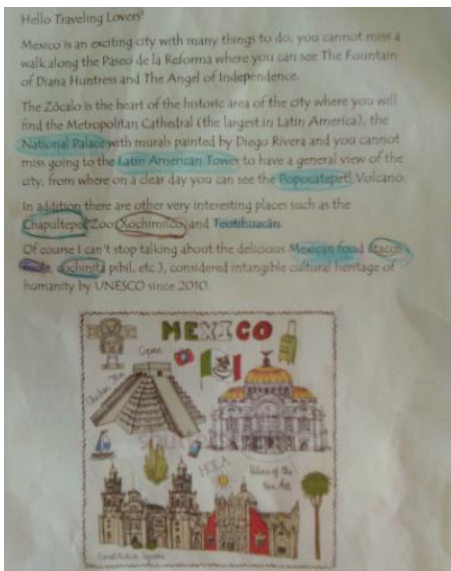 Hello Traveling Lovers!
Mexico is an exciting city with many things to do, you cannot miss a
walk along the Paseo de la Reforma where you can see The Fountain
of Diana Huntress and The Angel of Independence.
The Zócalo is the heart of the historic area of the city where you will
find the Metropolitan Cathedral (the largest in Latin America), the
National Palace with murals painted by Diego Rivera and you cannot
miss going to the Latin American Tower to have a general view of the
city, from where on a clear day you can see the Popocatepetl Volcano.
In addition there are other very interesting places such as the
Chapultepec Zoo, Xochimilco, and Teotihuacán.
Of course I can't stop talking about the delicious Mexican food (tacos,
mole, cochinita pibil, etc.), considered intangible cultural heritage of
humanity by UNESCO since 2010.
MEXICO
HOLA
Palace of the
Constitution Square